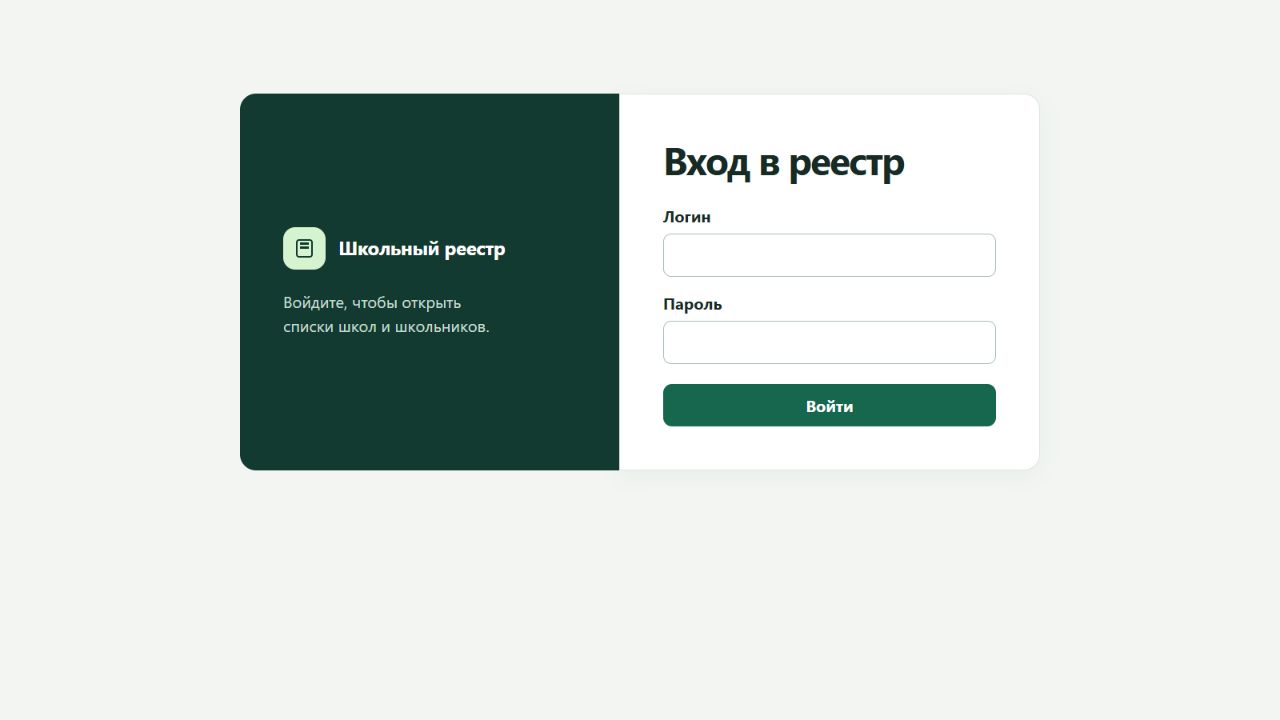 Школьный реестр
Войдите, чтобы открыть
списки школ и школьников.
Вход в реестр
Логин
Пароль
Войти